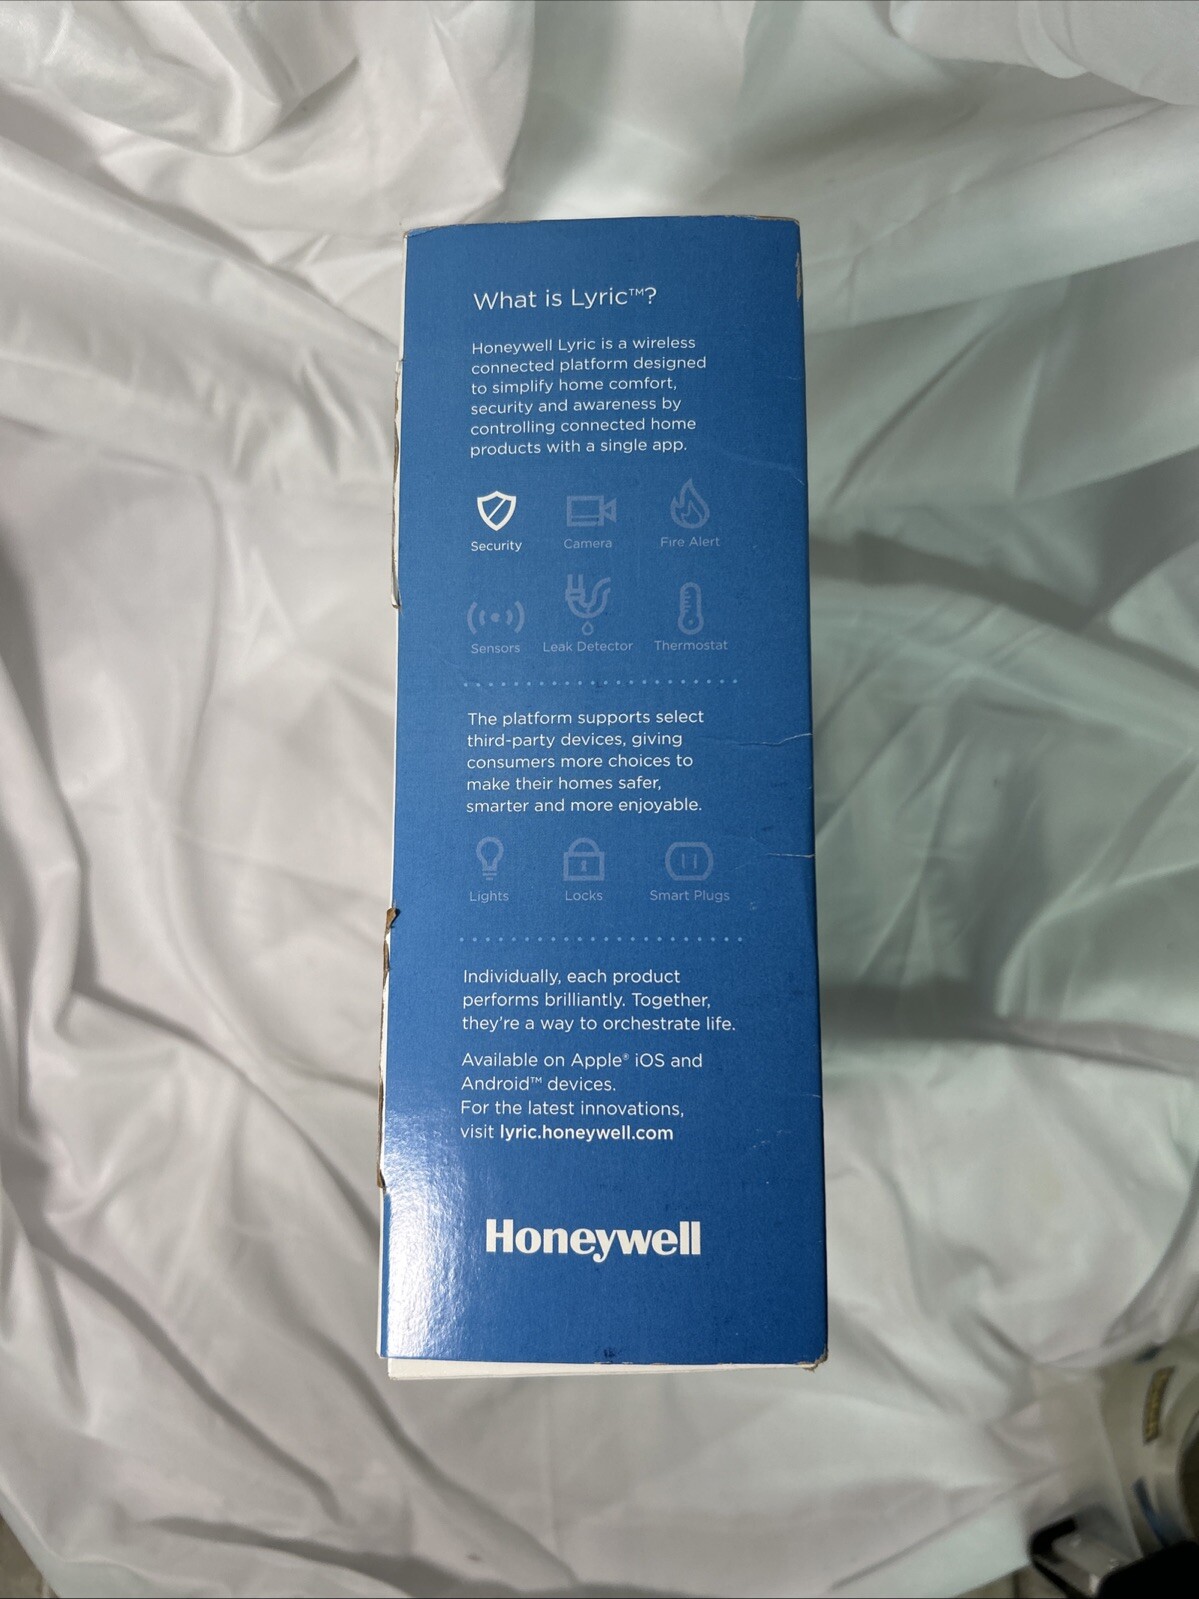 What is Lyric™?
Honeywell Lyric is a wireless
connected platform designed
to simplify home comfort,
security and awareness by
controlling connected home
products with a single app.
Security Camera Fire Alert
Sensors Leak Detector Thermostat
The platform supports select
third-party devices, giving
consumers more choices to
make their homes safer,
smarter and more enjoyable.
Lights Locks Smart Plugs
Individually, each product
performs brilliantly. Together,
they're a way to orchestrate life.
Available on Apple® iOS and
Android™ devices.
For the latest innovations,
visit lyric.honeywell.com
Honeywell